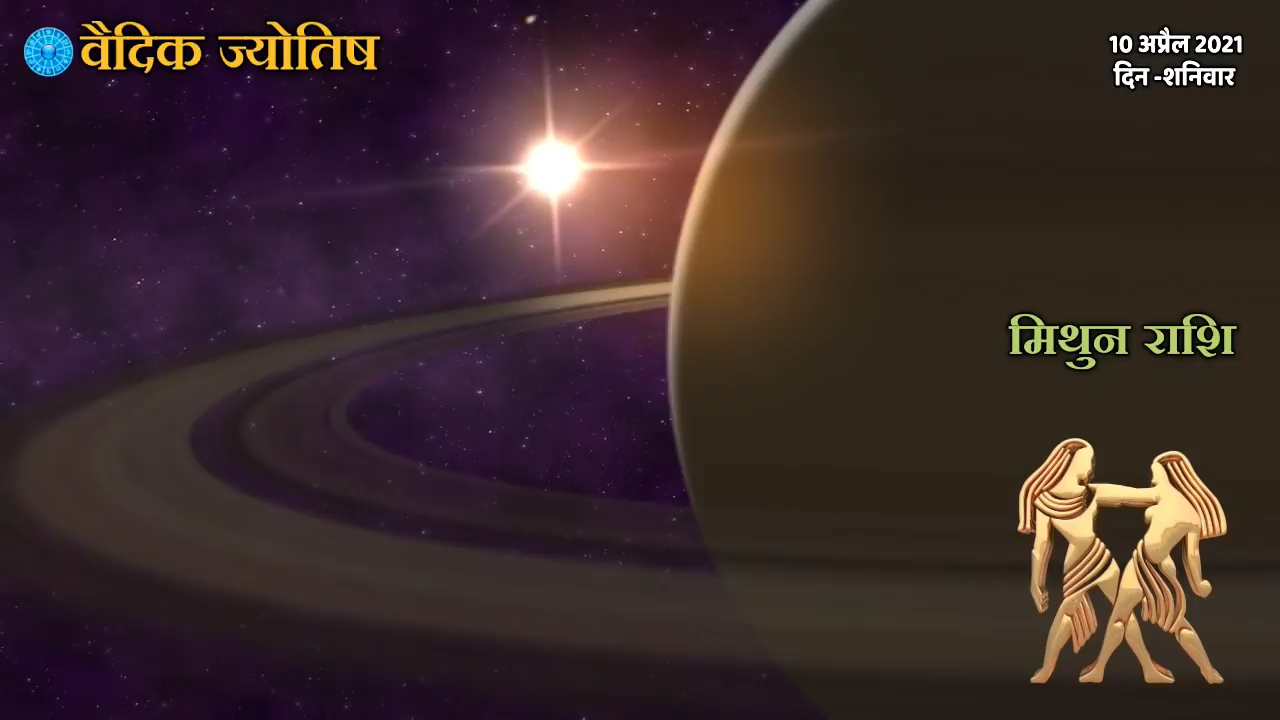 वैदिक ज्योतिष
10 अप्रैल 2021
दिन -शनिवार
मिथुन राशि